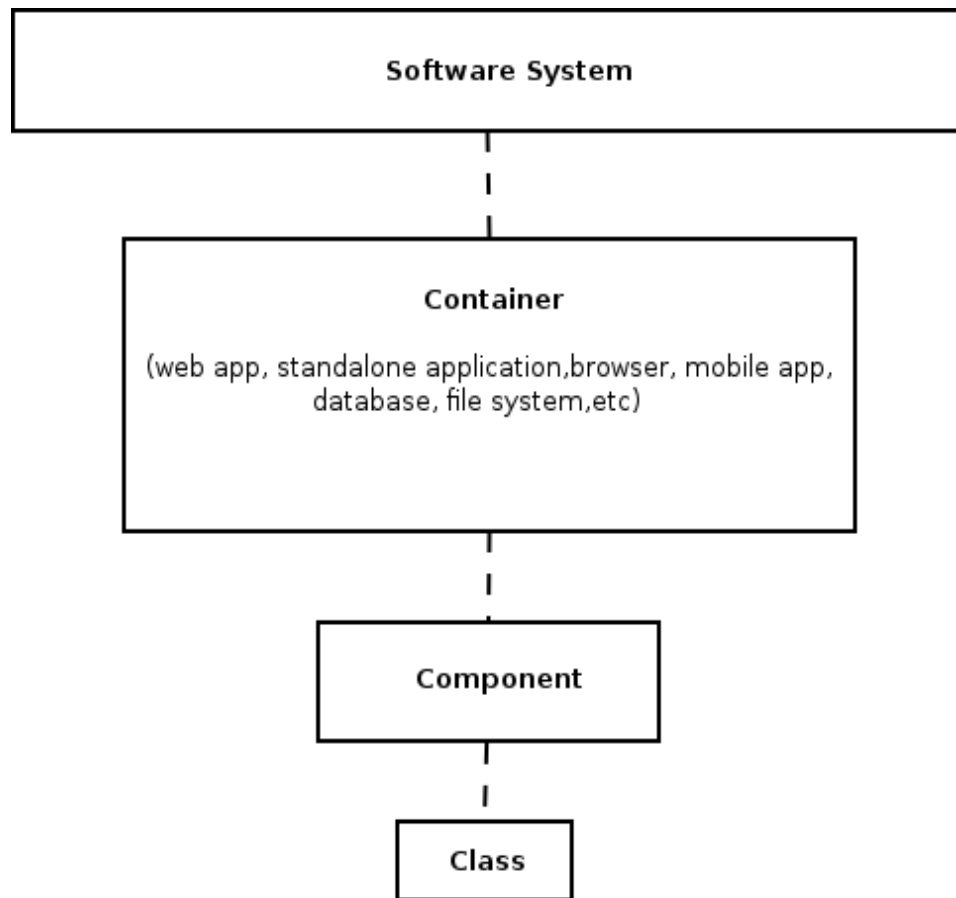 Software System
Container
(web app, standalone application,browser, mobile app,
database, file system,etc)
Component
Class